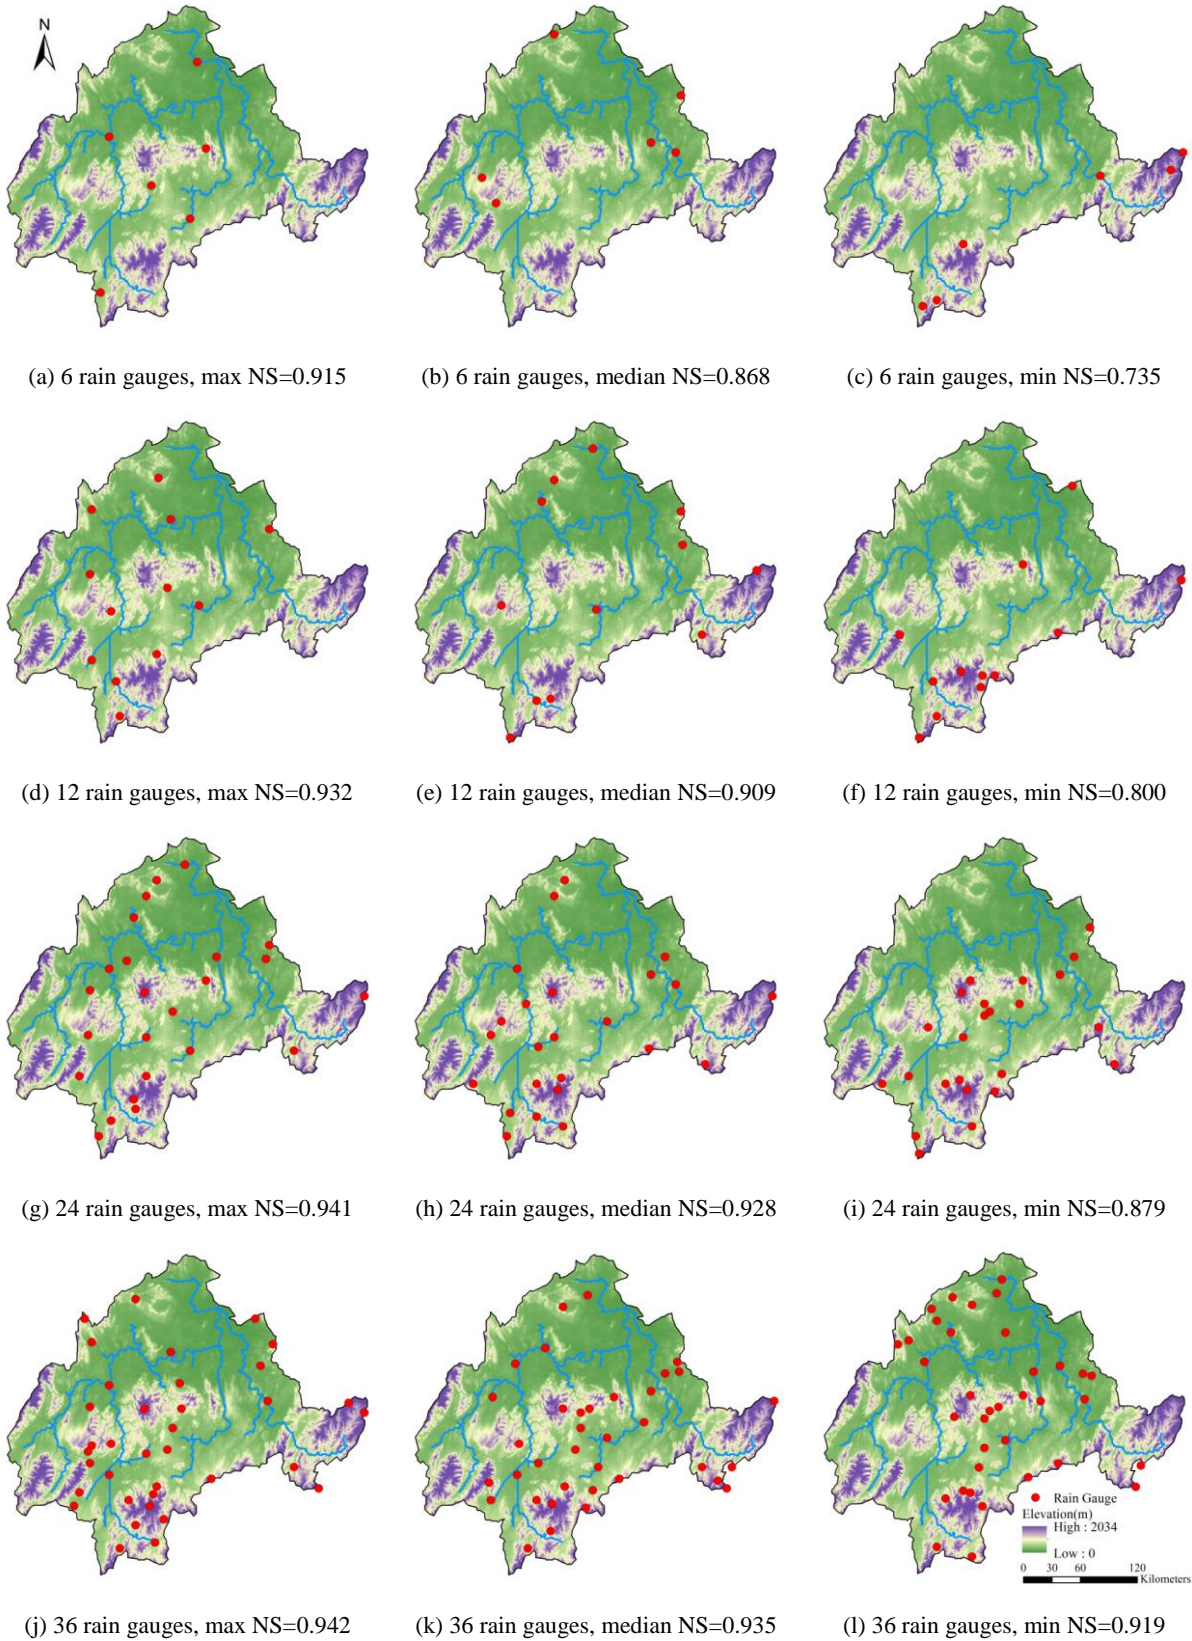 N
(a) 6 rain gauges, max NS=0.915
(b) 6 rain gauges, median NS=0.868
(c) 6 rain gauges, min NS=0.735
(d) 12 rain gauges, max NS=0.932
(e) 12 rain gauges, median NS=0.909
(f) 12 rain gauges, min NS=0.800
(g) 24 rain gauges, max NS=0.941
(h) 24 rain gauges, median NS=0.928
(i) 24 rain gauges, min NS=0.879
Rain Gauge
Elevation(m)
High : 2034
Low : 0
0 30 60 120
Kilometers
(j) 36 rain gauges, max NS=0.942
(k) 36 rain gauges, median NS=0.935
(l) 36 rain gauges, min NS=0.919